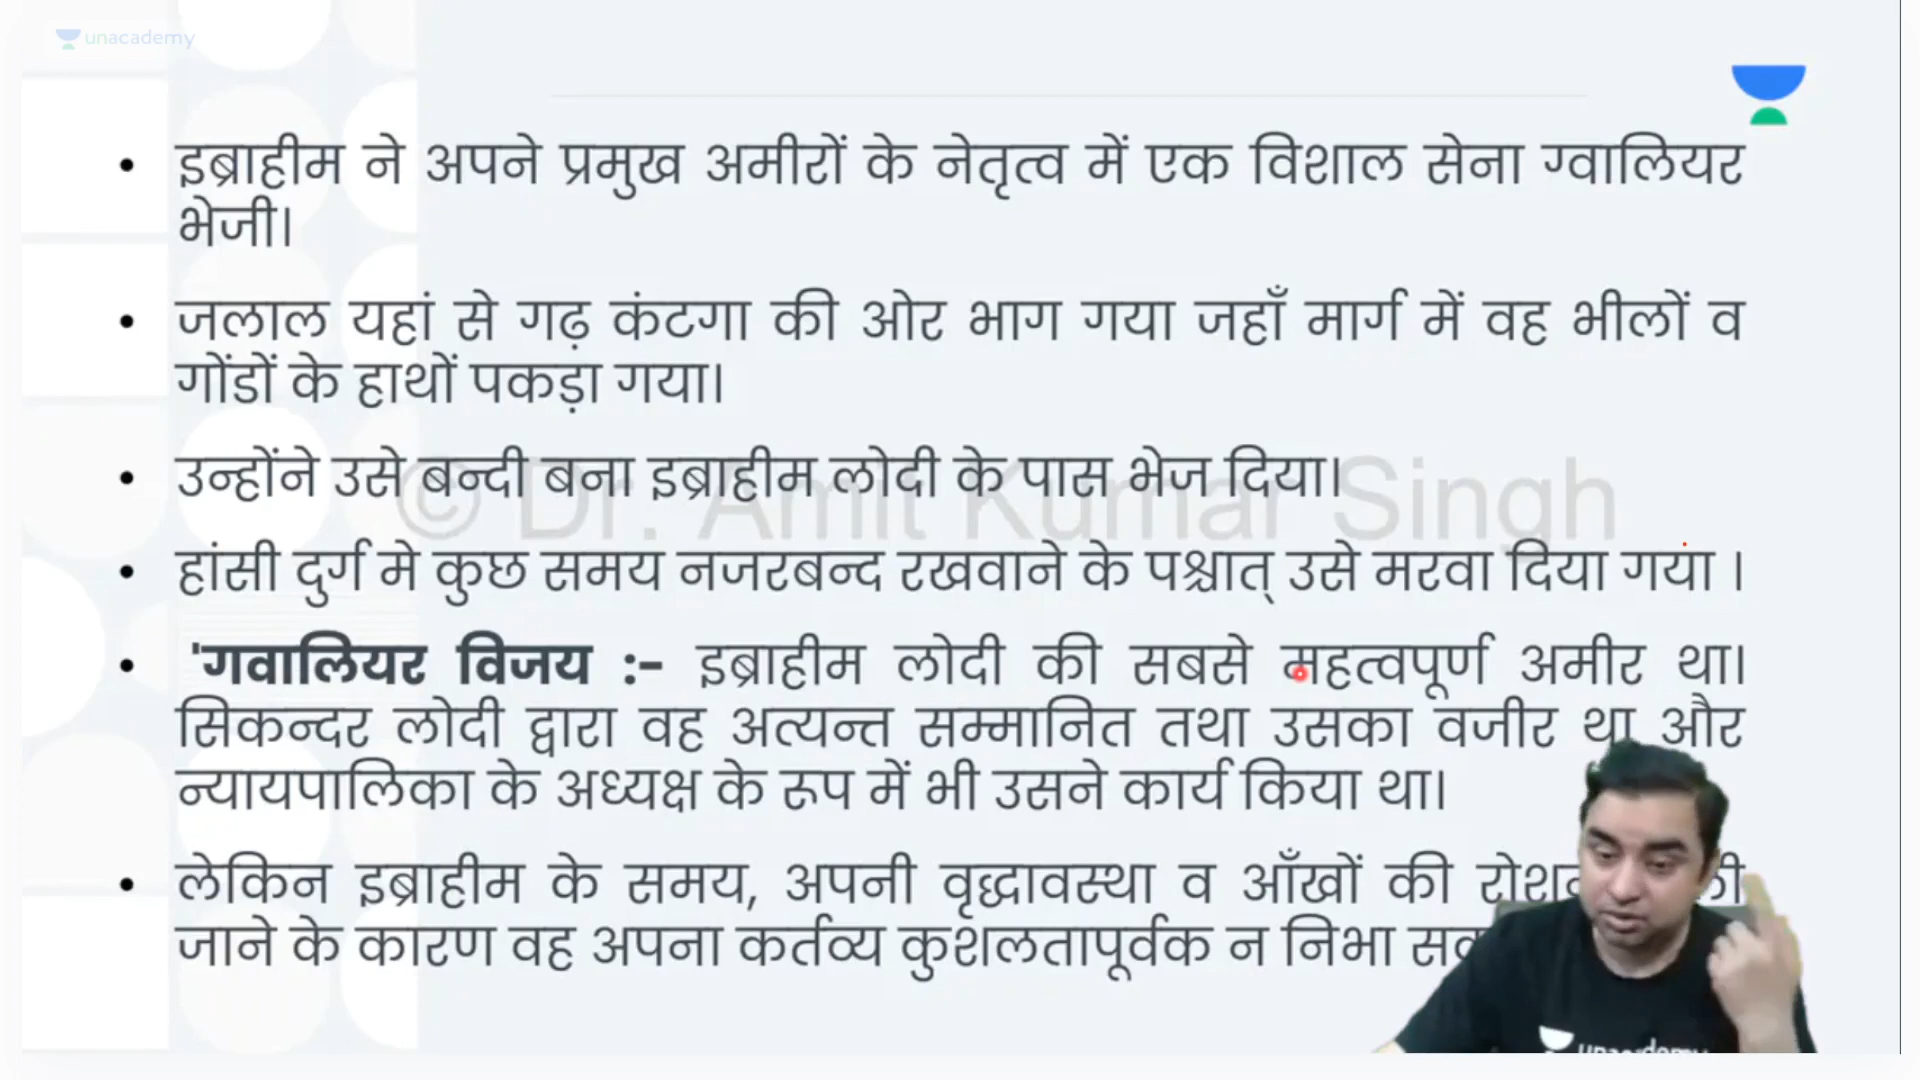 unacademy
• इब्राहीम ने अपने प्रमुख अमीरों के नेतृत्व में एक विशाल सेना ग्वालियर
भेजी।
• जलाल यहां से गढ़ कंटगा की ओर भाग गया जहाँ मार्ग में वह भीलों व
गोंडों के हाथों पकड़ा गया।
• उन्होंने उसे बन्दी बना इब्राहीम लोदी के पास भेज दिया।
© Dr. Amit Kumar Singh
• हांसी दुर्ग मे कुछ समय नजरबन्द रखवाने के पश्चात् उसे मरवा दिया गया ।
• 'गवालियर विजय :- इब्राहीम लोदी की सबसे महत्वपूर्ण अमीर था।
सिकन्दर लोदी द्वारा वह अत्यन्त सम्मानित तथा उसका वजीर था और
न्यायपालिका के अध्यक्ष के रूप में भी उसने कार्य किया था।
• लेकिन इब्राहीम के समय, अपनी वृद्धावस्था व आँखों की
जाने के कारण वह अपना कर्तव्य कुशलतापूर्वक न निभा
unacademy